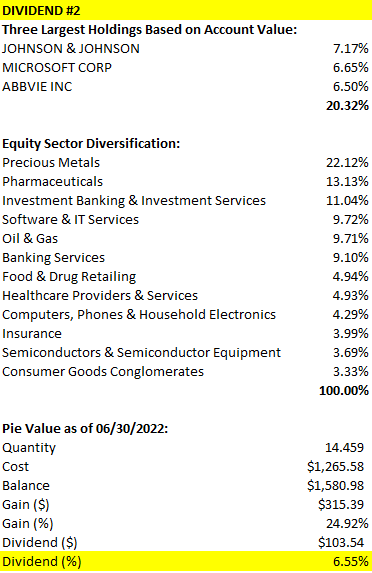 DIVIDEND #2
Three Largest Holdings Based on Account Value:
JOHNSON & JOHNSON 7.17%
MICROSOFT CORP 6.65%
ABBVIE INC 6.50%
20.32%
Equity Sector Diversification:
Precious Metals 22.12%
Pharmaceuticals 13.13%
Investment Banking & Investment Services 11.04%
Software & IT Services 9.72%
Oil & Gas 9.71%
Banking Services 9.10%
Food & Drug Retailing 4.94%
Healthcare Providers & Services 4.93%
Computers, Phones & Household Electronics 4.29%
Insurance 3.99%
Semiconductors & Semiconductor Equipment 3.69%
Consumer Goods Conglomerates 3.33%
100.00%
Pie Value as of 06/30/2022:
Quantity 14.459
Cost $1,265.58
Balance $1,580.98
Gain ($) $315.39
Gain (%) 24.92%
Dividend ($) $103.54
Dividend (%) 6.55%